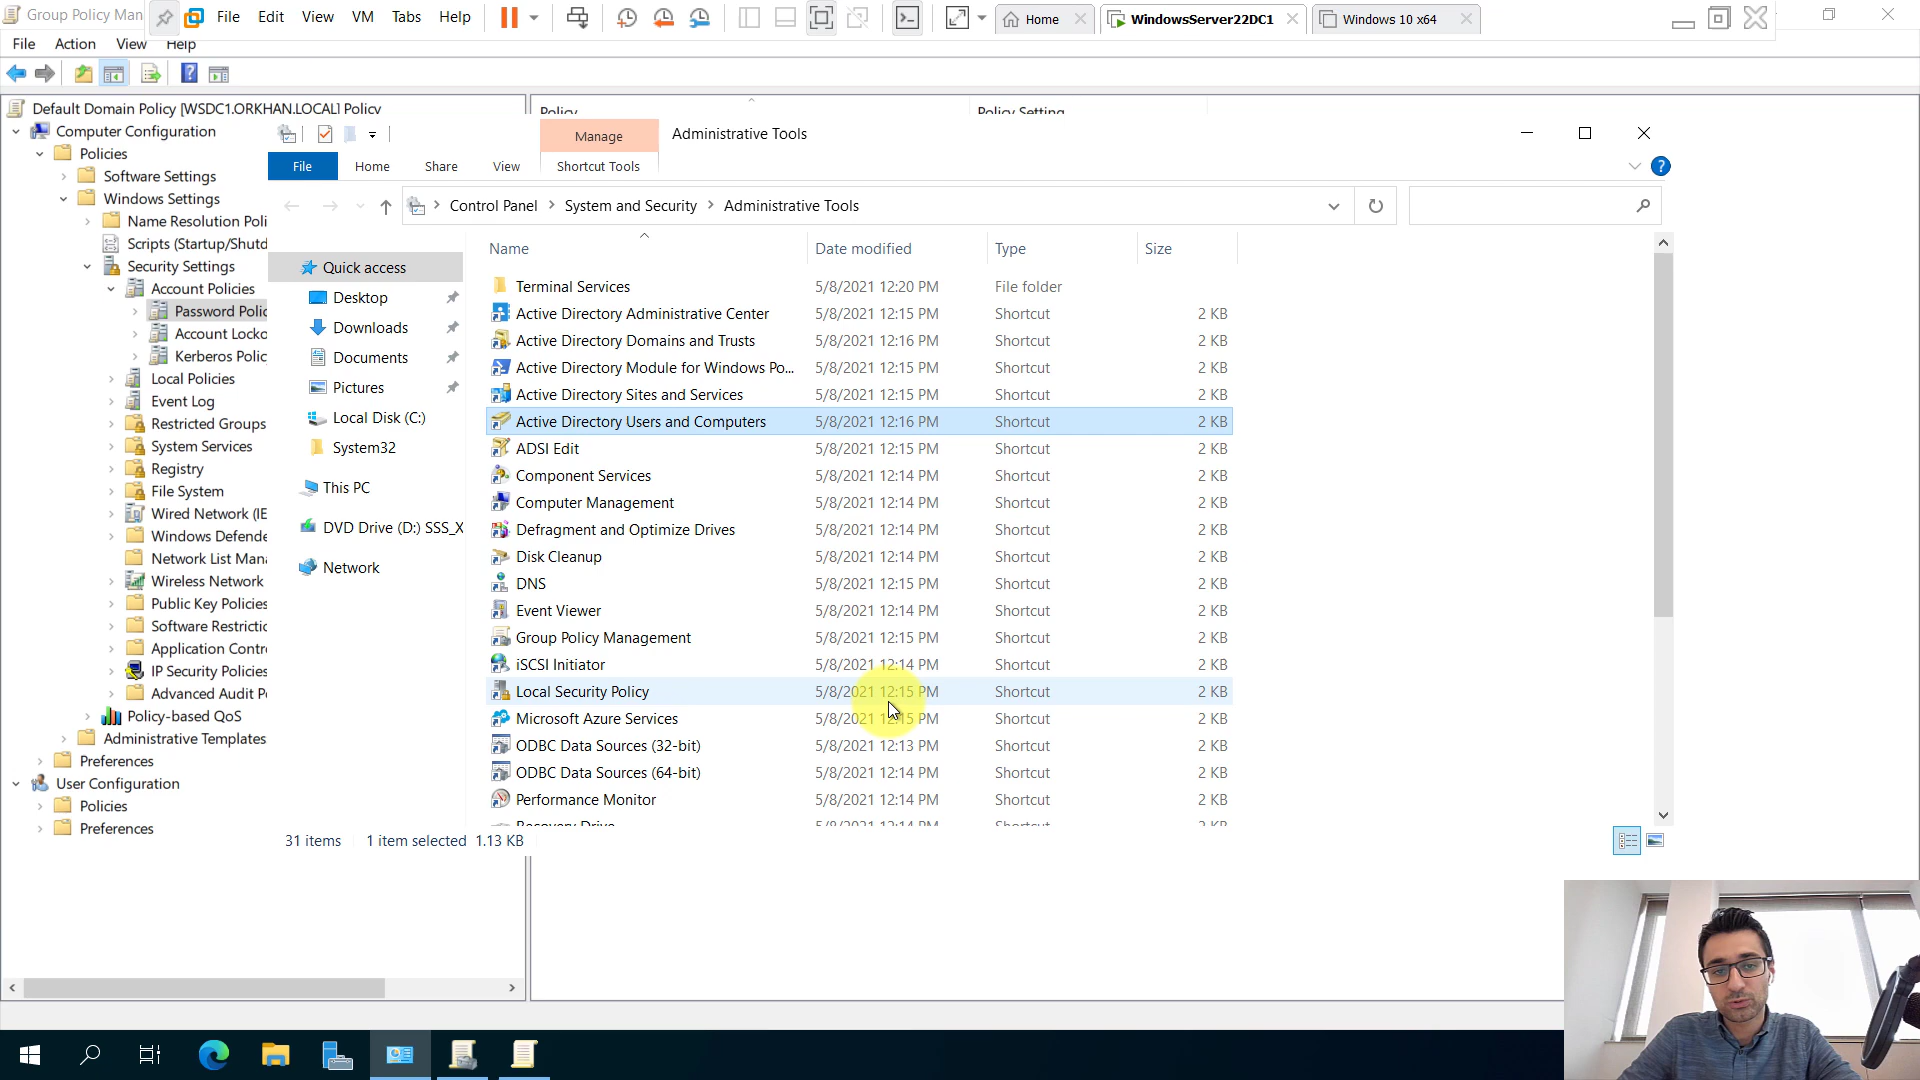 Group Policy Man
File Edit View VM Tabs Help
Home
WindowsServer22DC1
Windows 10 x64
File Action View Help
Default Domain Policy [WSDC1.ORKHAN.LOCAL] Policy
Computer Configuration
Policies
Software Settings
Windows Settings
Name Resolution Poli
Scripts (Startup/Shutd
Security Settings
Account Policies
Password Polic
Account Locko
Kerberos Polic
Local Policies
Event Log
Restricted Groups
System Services
Registry
File System
Wired Network (IE
Windows Defende
Network List Mana
Wireless Network
Public Key Policies
Software Restrictio
Application Contr
IP Security Policies
Advanced Audit P
Policy-based QoS
Administrative Templates
Preferences
User Configuration
Policies
Preferences
Policy
Policy Setting
Manage
Administrative Tools
File Home Share View Shortcut Tools
Control Panel > System and Security > Administrative Tools
Quick access
Desktop
Downloads
Documents
Pictures
Local Disk (C:)
System32
This PC
DVD Drive (D:) SSS_X
Network
Name Date modified Type Size
Terminal Services 5/8/2021 12:20 PM File folder
Active Directory Administrative Center 5/8/2021 12:15 PM Shortcut 2 KB
Active Directory Domains and Trusts 5/8/2021 12:16 PM Shortcut 2 KB
Active Directory Module for Windows Po... 5/8/2021 12:15 PM Shortcut 2 KB
Active Directory Sites and Services 5/8/2021 12:15 PM Shortcut 2 KB
Active Directory Users and Computers 5/8/2021 12:16 PM Shortcut 2 KB
ADSI Edit 5/8/2021 12:15 PM Shortcut 2 KB
Component Services 5/8/2021 12:14 PM Shortcut 2 KB
Computer Management 5/8/2021 12:14 PM Shortcut 2 KB
Defragment and Optimize Drives 5/8/2021 12:14 PM Shortcut 2 KB
Disk Cleanup 5/8/2021 12:14 PM Shortcut 2 KB
DNS 5/8/2021 12:15 PM Shortcut 2 KB
Event Viewer 5/8/2021 12:14 PM Shortcut 2 KB
Group Policy Management 5/8/2021 12:15 PM Shortcut 2 KB
iSCSI Initiator 5/8/2021 12:14 PM Shortcut 2 KB
Local Security Policy 5/8/2021 12:15 PM Shortcut 2 KB
Microsoft Azure Services 5/8/2021 12:15 PM Shortcut 2 KB
ODBC Data Sources (32-bit) 5/8/2021 12:13 PM Shortcut 2 KB
ODBC Data Sources (64-bit) 5/8/2021 12:14 PM Shortcut 2 KB
Performance Monitor 5/8/2021 12:14 PM Shortcut 2 KB
Recovery Drive 5/8/2021 12:14 PM Shortcut 2 KB
31 items 1 item selected 1.13 KB